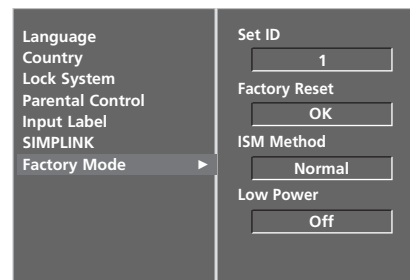 Language
Country
Lock System
Parental Control
Input Label
SIMPLINK
Factory Mode ►
Set ID
1
Factory Reset
OK
ISM Method
Normal
Low Power
Off